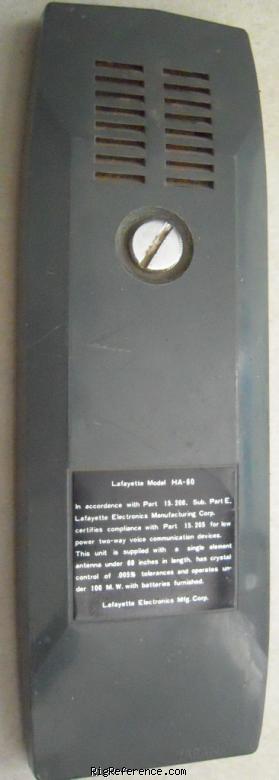 Lafayette Model HA-60
In accordance with Part 15.206, Sub. Part E,
Lafayette Electronics Manufacturing Corp.
certifies compliance with Part 15.205 for low
power two-way voice communication devices.
This unit is supplied with a single element
antenna under 60 inches in length, has crystal
control of .005% tolerances and operates un-
der 100 M.W. with batteries furnished.
Lafayette Electronics Mfg. Corp.
RigReference.com